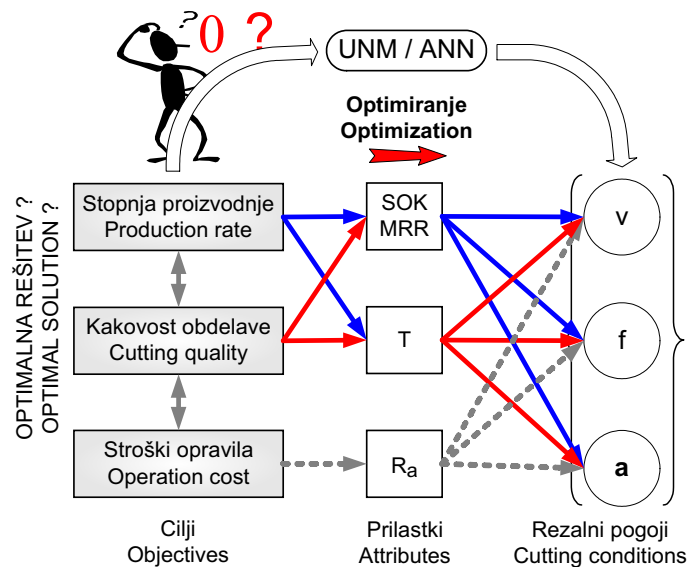 ? 0 ?
UNM / ANN
Optimiranje
Optimization
OPTIMALNA REŠITEV ?
OPTIMAL SOLUTION ?
Stopnja proizvodnje
Production rate
SOK
MRR
v
Kakovost obdelave
Cutting quality
T
f
Stroški opravila
Operation cost
Ra
a
Cilji
Objectives
Prilastki
Attributes
Rezalni pogoji
Cutting conditions